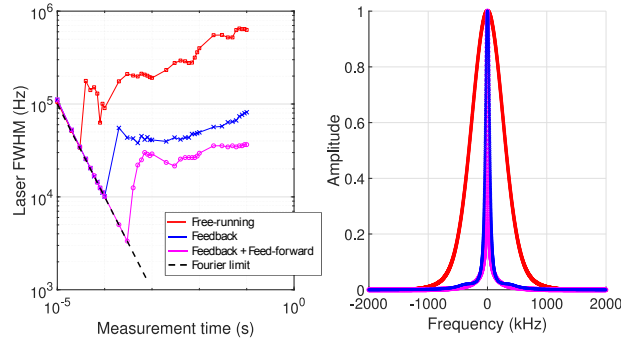 Laser FWHM (Hz)
10^6
10^5
10^4
10^3
10^-5
10^0
Measurement time (s)
Free-running
Feedback
Feedback + Feed-forward
Fourier limit
Amplitude
1
0.8
0.6
0.4
0.2
0
-2000
-1000
0
1000
2000
Frequency (kHz)